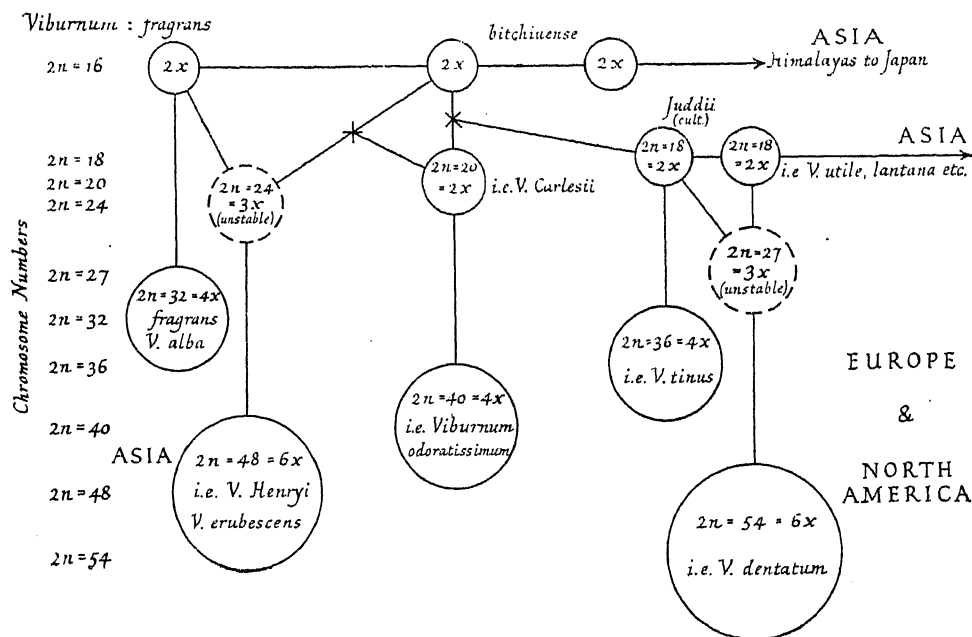 Viburnum : fragrans
bitchiuense
ASIA
Himalayas to Japan
2n = 16
2x
2x
2x
Juddii
(cult.)
ASIA
i.e V. utile, lantana etc.
2n = 18
2n = 20
2n = 24
2n = 24
= 3x
(unstable)
2n = 20
= 2x
i.e. V. Carlesii
2n = 18
= 2x
2n = 18
= 2x
Chromosome Numbers
2n = 27
2n = 32
2n = 36
2n = 40
2n = 48
2n = 54
2n = 32 = 4x
fragrans
V. alba
2n = 27
= 3x
(unstable)
2n = 36 = 4x
i.e. V. tinus
2n = 40 = 4x
i.e. Viburnum
odoratissimum
EUROPE
&
NORTH
AMERICA
ASIA
2n = 48 = 6x
i.e. V. Henryi
V. erubescens
2n = 54 = 6x
i.e. V. dentatum